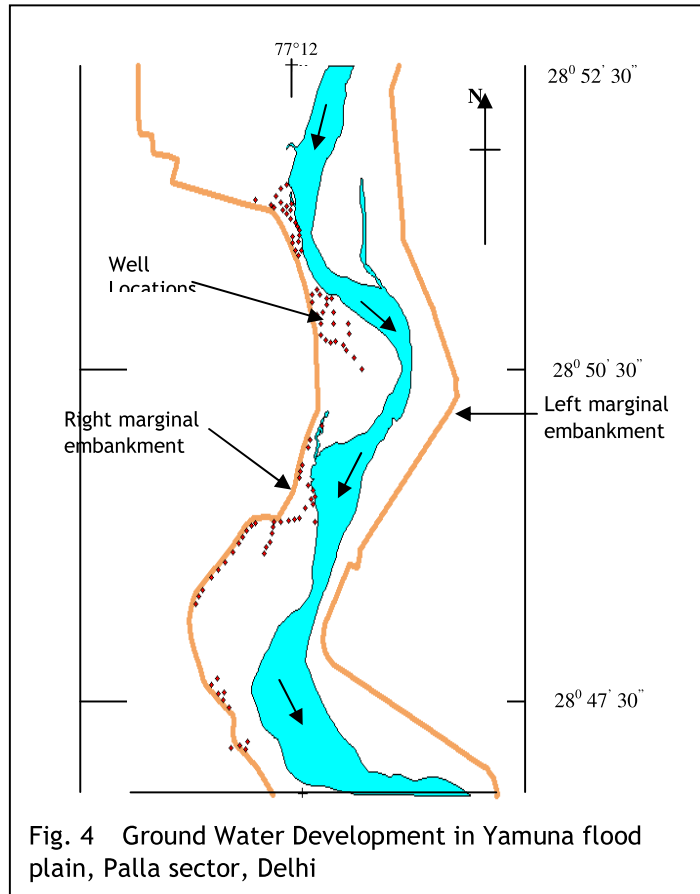 77°12
28⁰ 52’ 30”
N
Well
Locations
28⁰ 50’ 30”
Left marginal
embankment
Right marginal
embankment
28⁰ 47’ 30”
Fig. 4 Ground Water Development in Yamuna flood
plain, Palla sector, Delhi